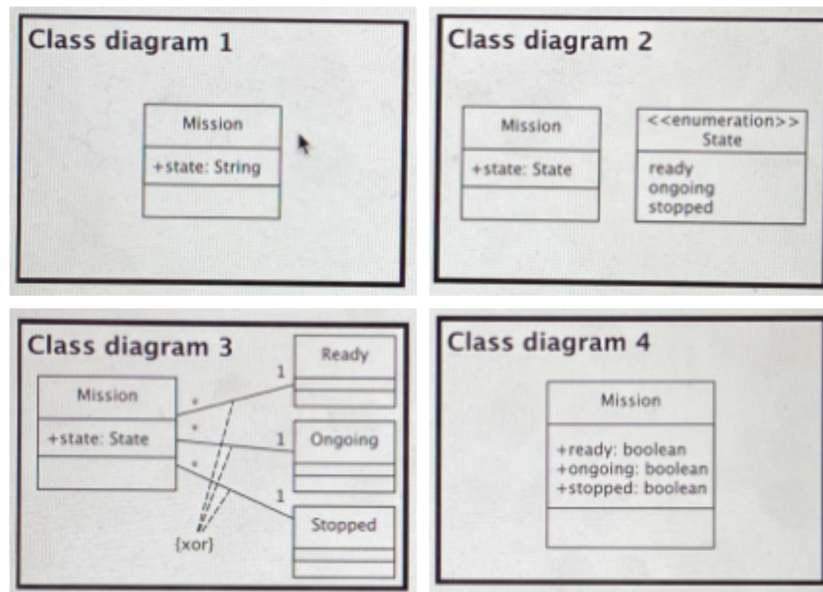 Class diagram 1
Mission
+state: String
Class diagram 2
Mission
+state: State
<<enumeration>>
State
ready
ongoing
stopped
Class diagram 3
Mission
+state: State
*
1
Ready
*
1
Ongoing
*
1
Stopped
{xor}
Class diagram 4
Mission
+ready: boolean
+ongoing: boolean
+stopped: boolean